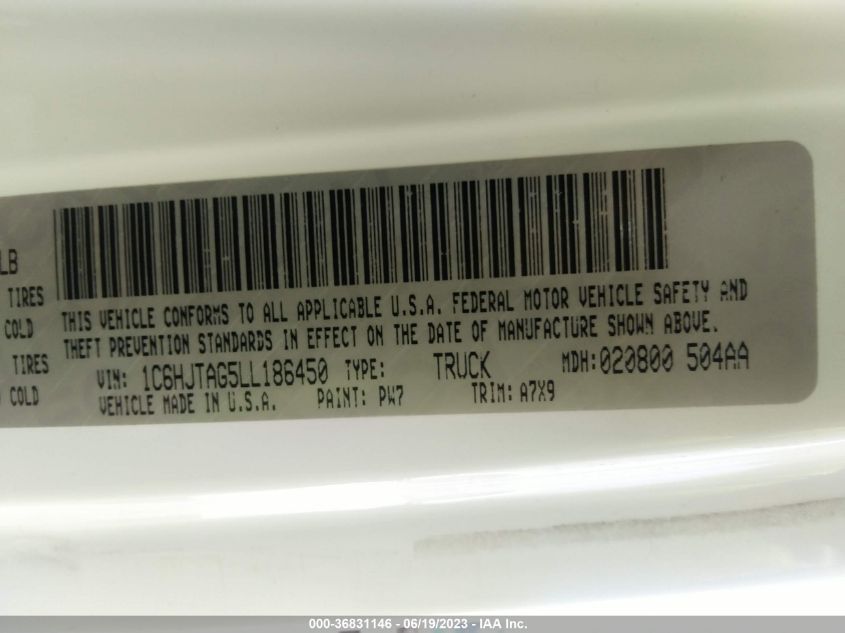 LB
TIRES
COLD
TIRES
COLD
THIS VEHICLE CONFORMS TO ALL APPLICABLE U.S.A. FEDERAL MOTOR VEHICLE SAFETY AND
THEFT PREVENTION STANDARDS IN EFFECT ON THE DATE OF MANUFACTURE SHOWN ABOVE.
VIN: 1C6HJTAG5LL186450 TYPE: TRUCK MDH:020800 504AA
VEHICLE MADE IN U.S.A. PAINT: PW7 TRIM: A7X9
000-36831146 - 06/19/2023 - IAA Inc.